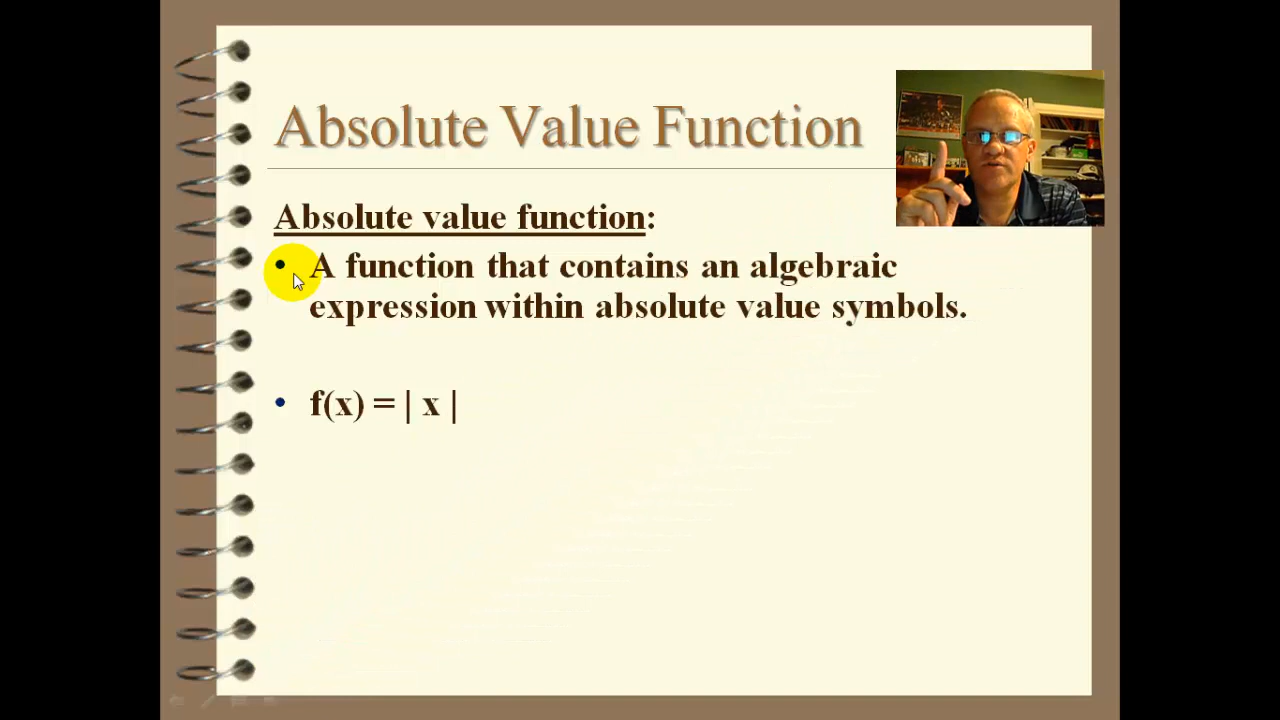 Absolute Value Function
Absolute value function:
• A function that contains an algebraic
expression within absolute value symbols.
• f(x) = | x |